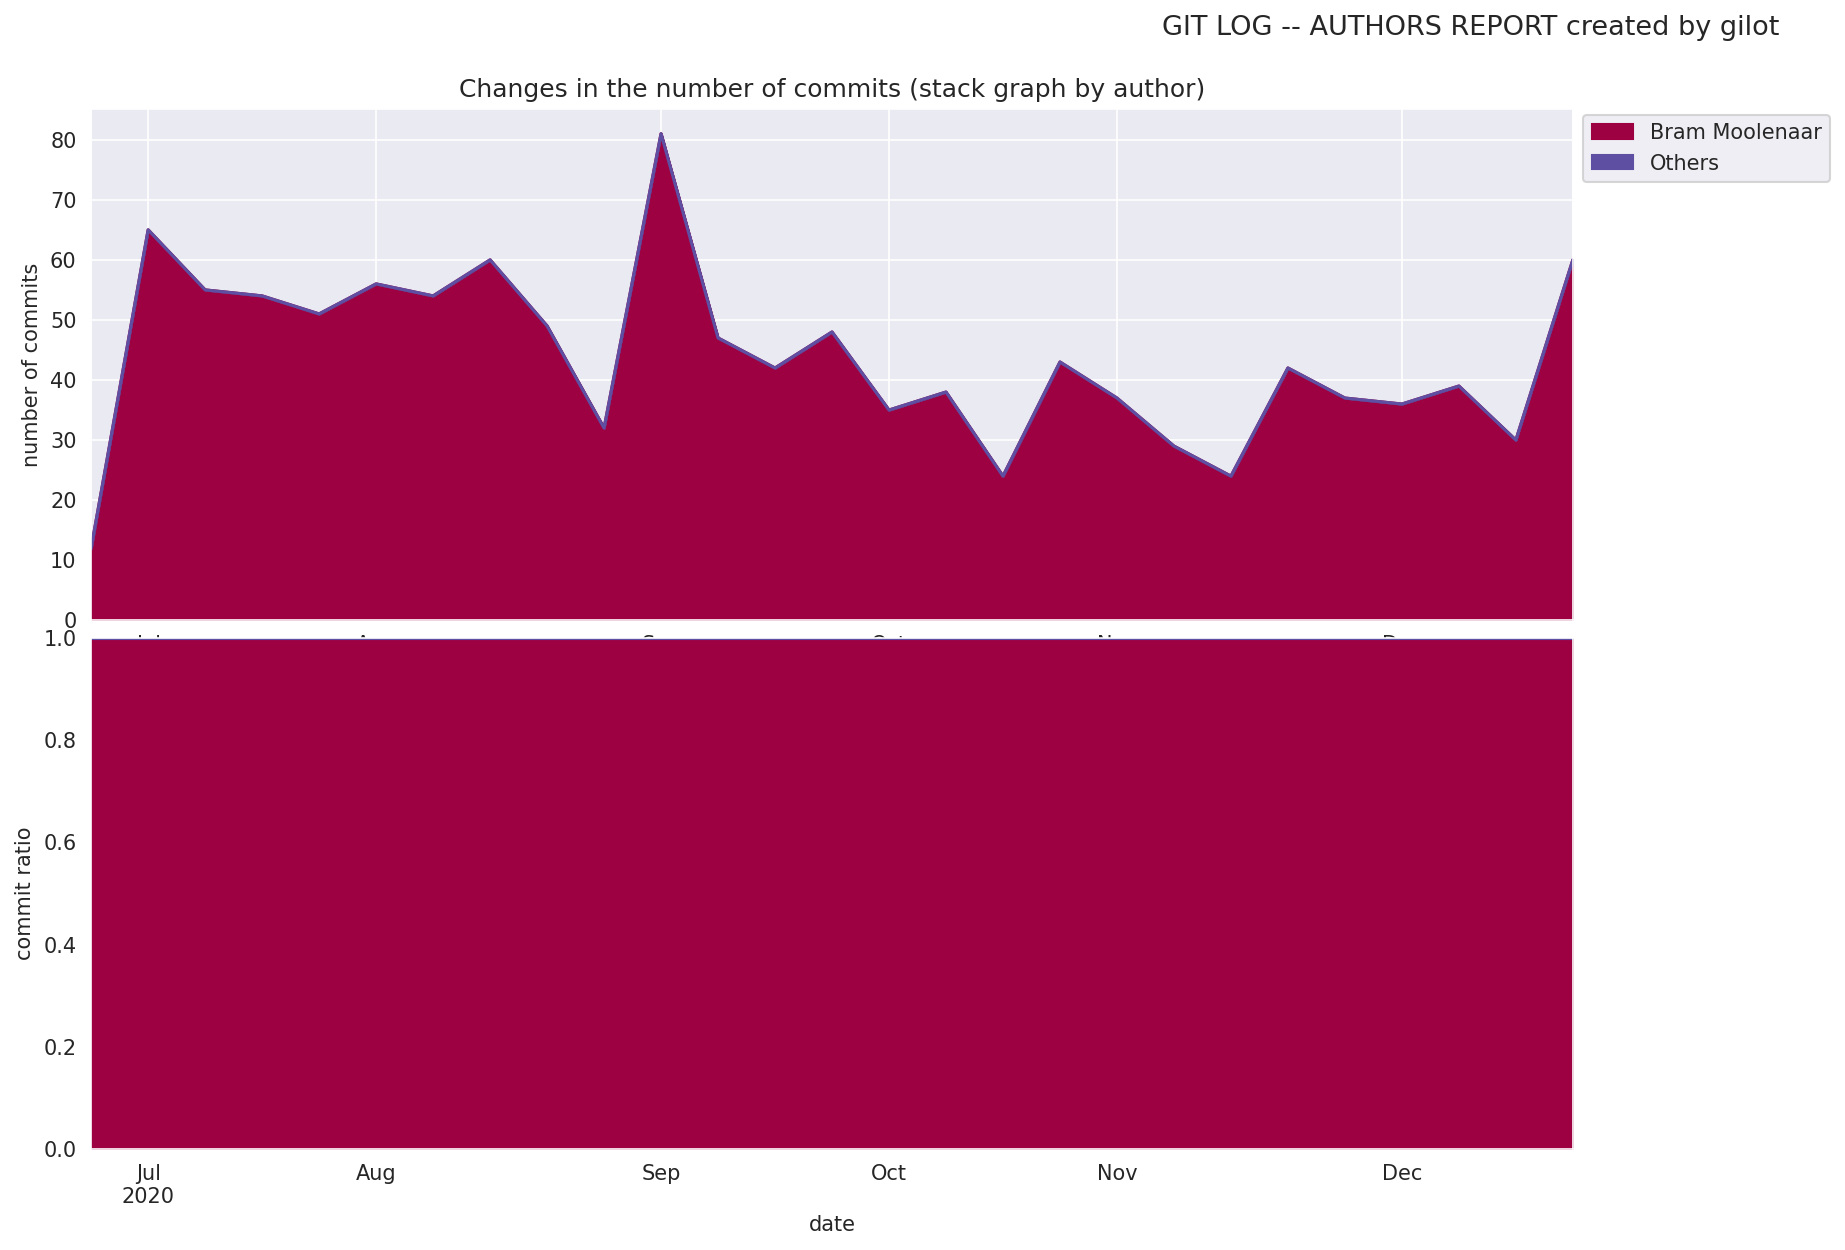 GIT LOG -- AUTHORS REPORT created by gilot
Changes in the number of commits (stack graph by author)
Bram Moolenaar
Others
number of commits
80
70
60
50
40
30
20
10
0
commit ratio
1.0
0.8
0.6
0.4
0.2
0.0
Jul Aug Sep Oct Nov Dec
2020
date